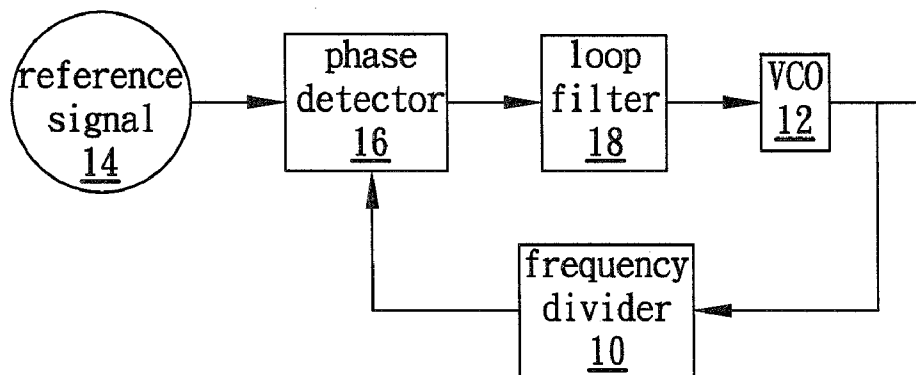 reference
signal
14
phase
detector
16
loop
filter
18
VCO
12
frequency
divider
10